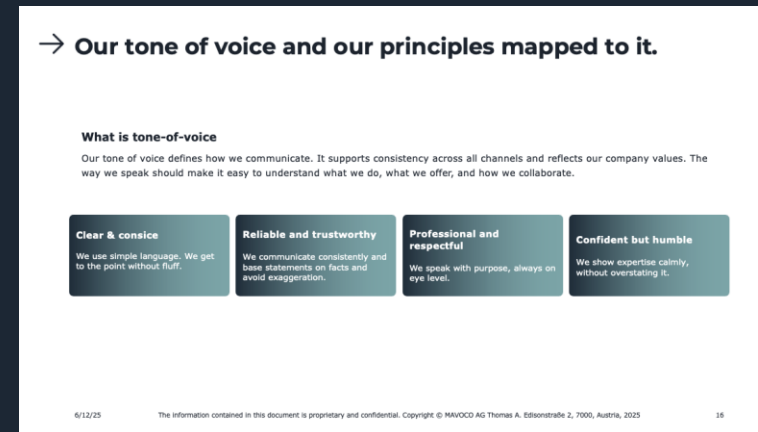 → Our tone of voice and our principles mapped to it.
What is tone-of-voice
Our tone of voice defines how we communicate. It supports consistency across all channels and reflects our company values. The
way we speak should make it easy to understand what we do, what we offer, and how we collaborate.
Clear & consice
We use simple language. We get
to the point without fluff.
Reliable and trustworthy
We communicate consistently and
base statements on facts and
avoid exaggeration.
Professional and
respectful
We speak with purpose, always on
eye level.
Confident but humble
We show expertise calmly,
without overstating it.
6/12/25
The information contained in this document is proprietary and confidential. Copyright © MAVOCO AG Thomas A. Edisonstraße 2, 7000, Austria, 2025
16